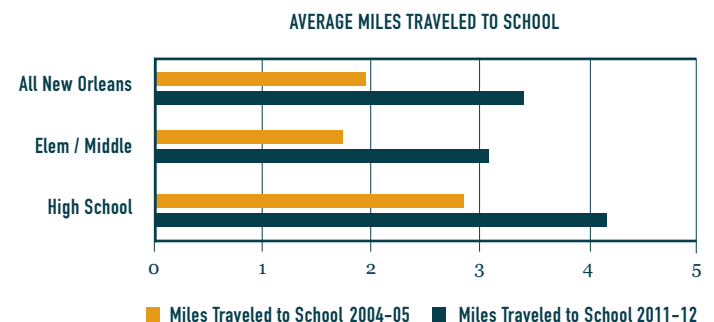 AVERAGE MILES TRAVELED TO SCHOOL
All New Orleans
Elem / Middle
High School
0 1 2 3 4 5
Miles Traveled to School 2004-05 Miles Traveled to School 2011-12